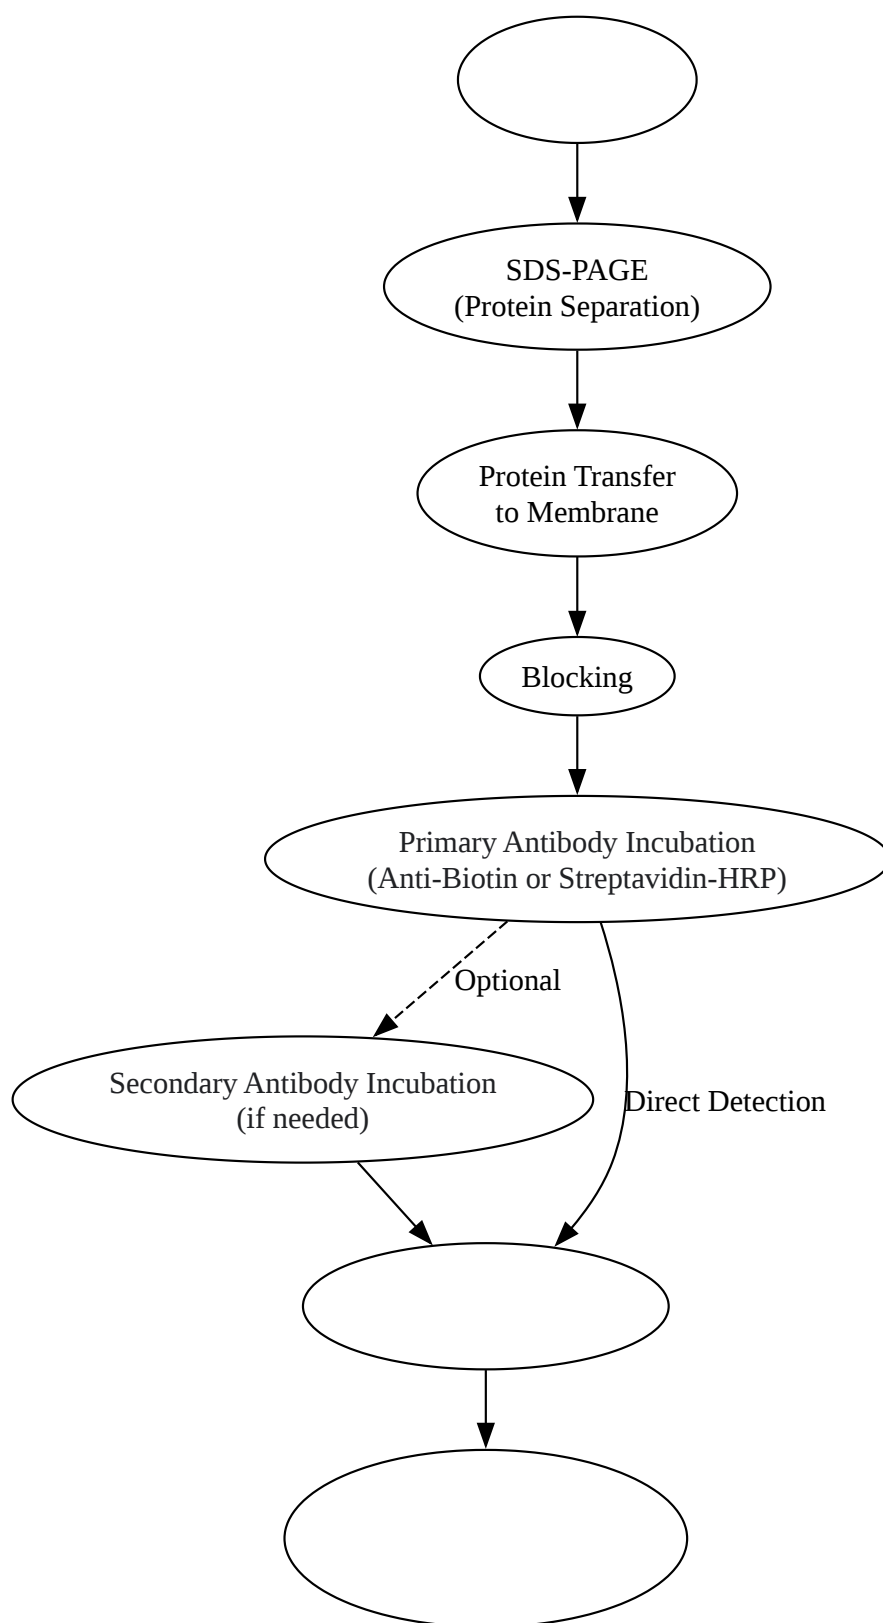 SDS-PAGE
(Protein Separation)
Protein Transfer
to Membrane
Blocking
Primary Antibody Incubation
(Anti-Biotin or Streptavidin-HRP)
Optional
Secondary Antibody Incubation
(if needed)
Direct Detection